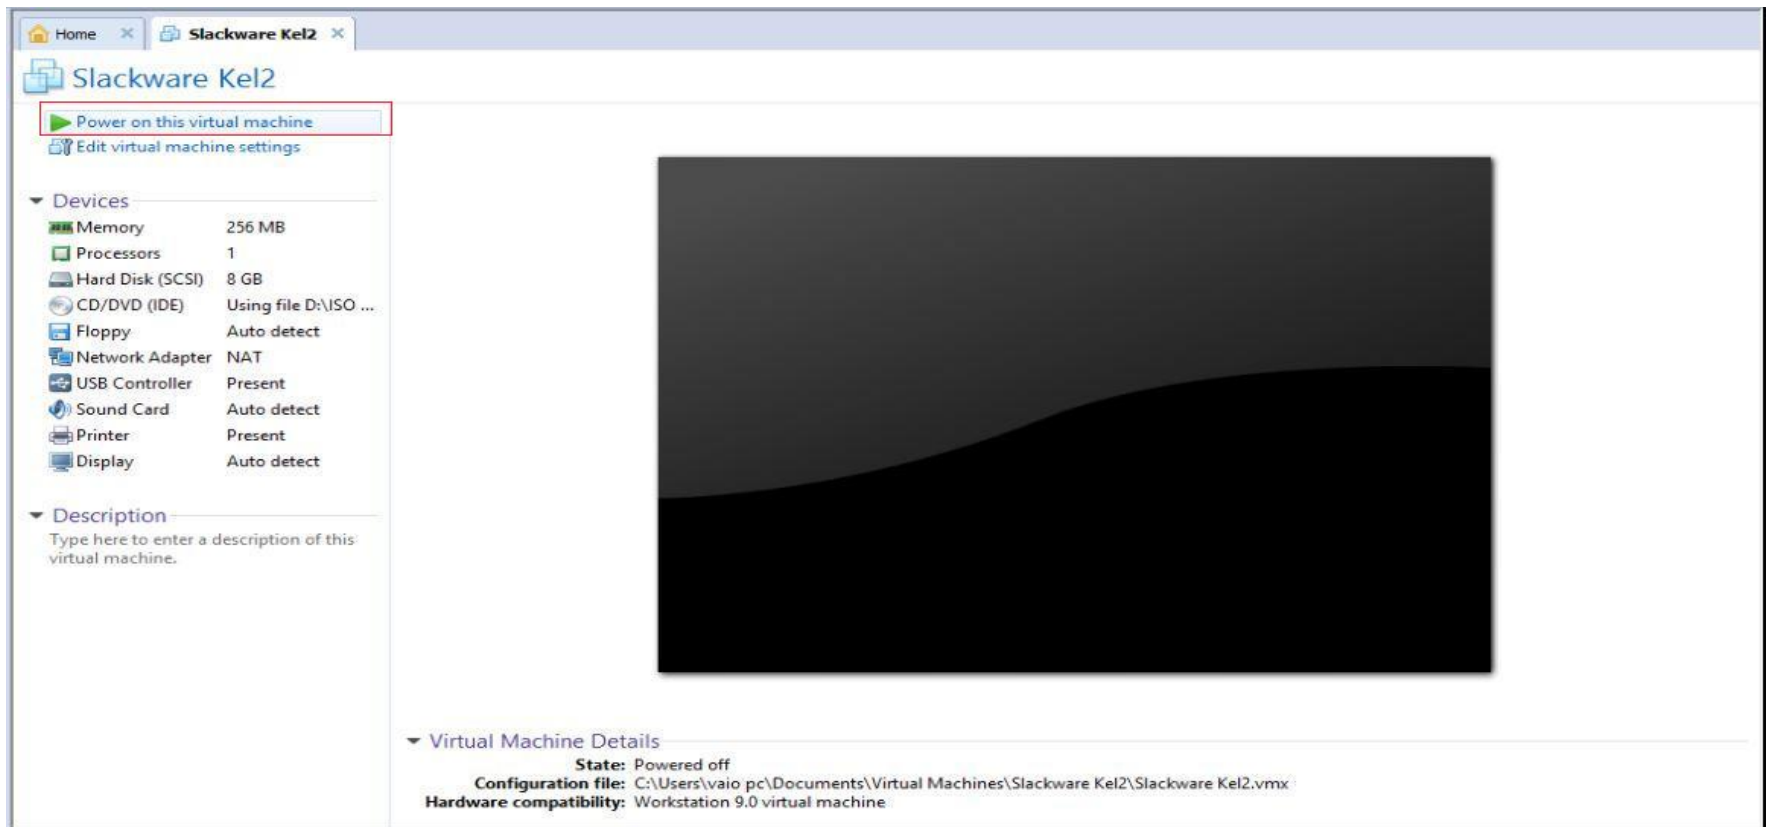 Home
Slackware Kel2
Slackware Kel2
Power on this virtual machine
Edit virtual machine settings
Devices
Memory 256 MB
Processors 1
Hard Disk (SCSI) 8 GB
CD/DVD (IDE) Using file D:\ISO ...
Floppy Auto detect
Network Adapter NAT
USB Controller Present
Sound Card Auto detect
Printer Present
Display Auto detect
Description
Type here to enter a description of this
virtual machine.
Virtual Machine Details
State: Powered off
Configuration file: C:\Users\vaio pc\Documents\Virtual Machines\Slackware Kel2\Slackware Kel2.vmx
Hardware compatibility: Workstation 9.0 virtual machine